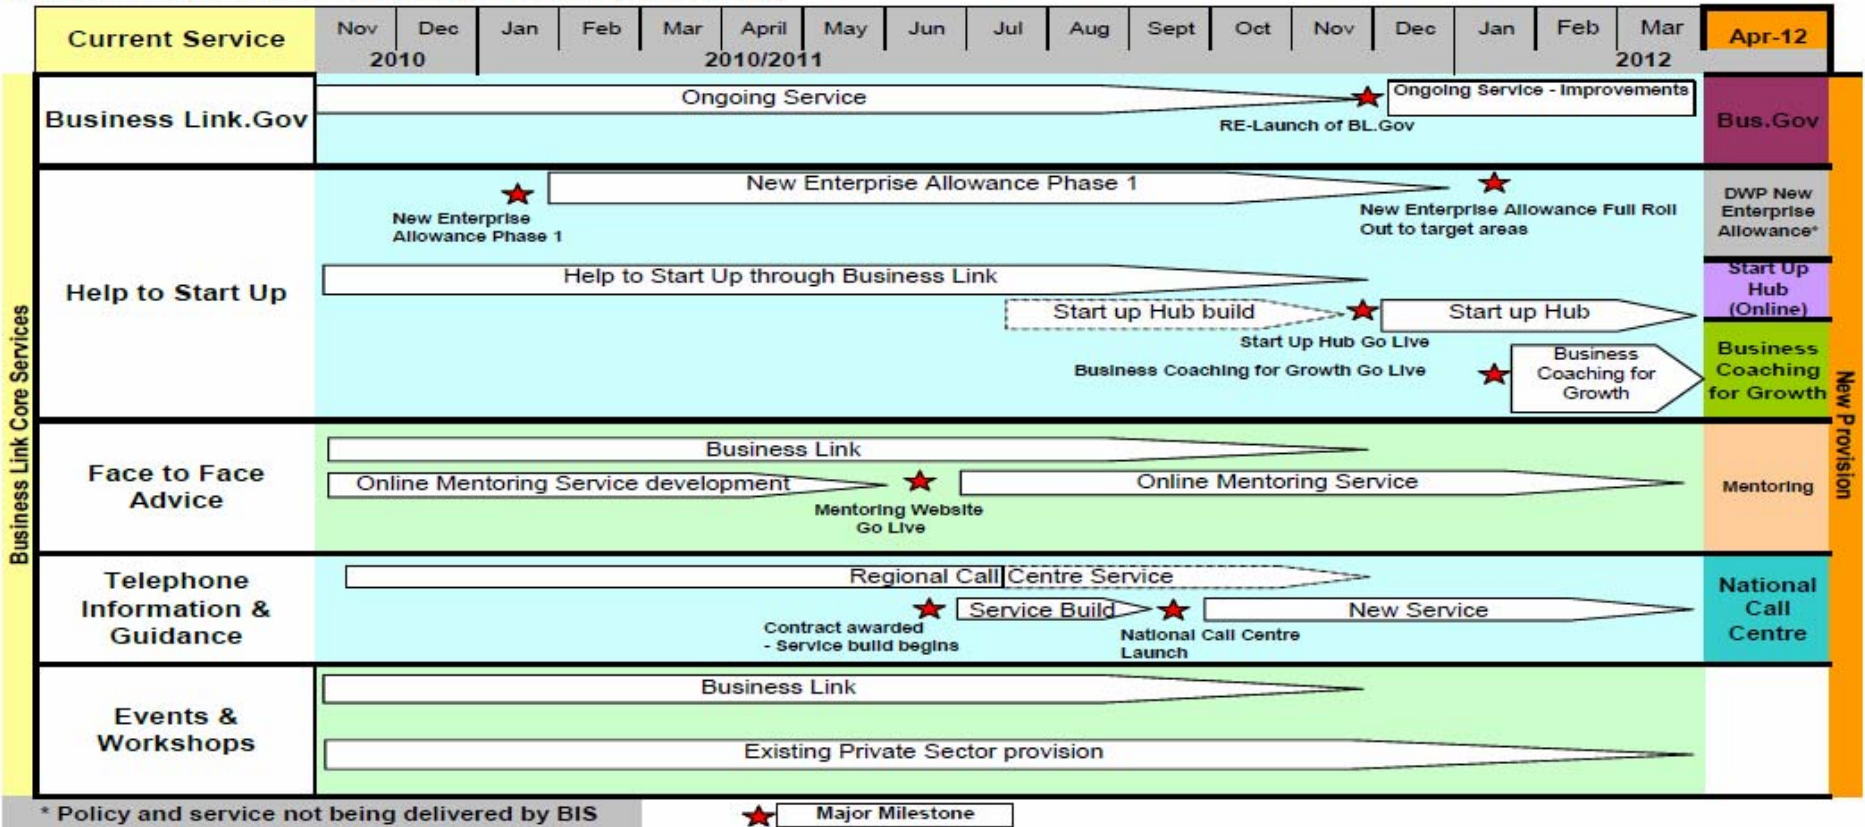 Current Service
Nov Dec Jan Feb Mar April May Jun Jul Aug Sept Oct Nov Dec Jan Feb Mar
2010 2010/2011 2012
Apr-12
Business Link Core Services
New Provision
Business Link.Gov
Ongoing Service
RE-Launch of BL.Gov
Ongoing Service - Improvements
Bus.Gov
Help to Start Up
New Enterprise
Allowance Phase 1
New Enterprise Allowance Phase 1
New Enterprise Allowance Full Roll
Out to target areas
DWP New
Enterprise
Allowance*
Help to Start Up through Business Link
Start up Hub build
Start Up Hub Go Live
Start up Hub
Start Up
Hub
(Online)
Business Coaching for Growth Go Live
Business
Coaching for
Growth
Business
Coaching
for Growth
Face to Face
Advice
Business Link
Online Mentoring Service development
Mentoring Website
Go Live
Online Mentoring Service
Mentoring
Telephone
Information &
Guidance
Regional Call Centre Service
Contract awarded
- Service build begins
Service Build
National Call Centre
Launch
New Service
National
Call
Centre
Events &
Workshops
Business Link
Existing Private Sector provision
* Policy and service not being delivered by BIS
Major Milestone